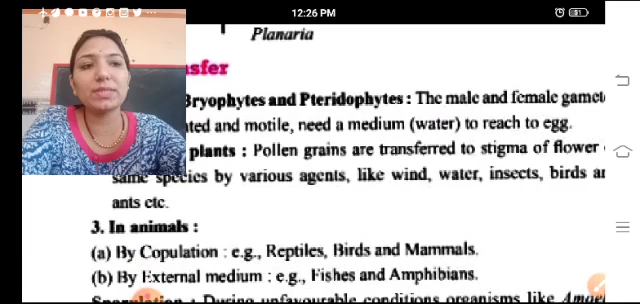 12:26 PM
Planaria
nsfer
Bryophytes and Pteridophytes : The male and female gamet
ted and motile, need a medium (water) to reach to egg.
plants : Pollen grains are transferred to stigma of flower
same species by various agents, like wind, water, insects, birds ar
ants etc.
3. In animals :
(a) By Copulation : e.g., Reptiles, Birds and Mammals.
(b) By External medium : e.g., Fishes and Amphibians.
Sporulation : During unfavourable conditions organisms like Amoe